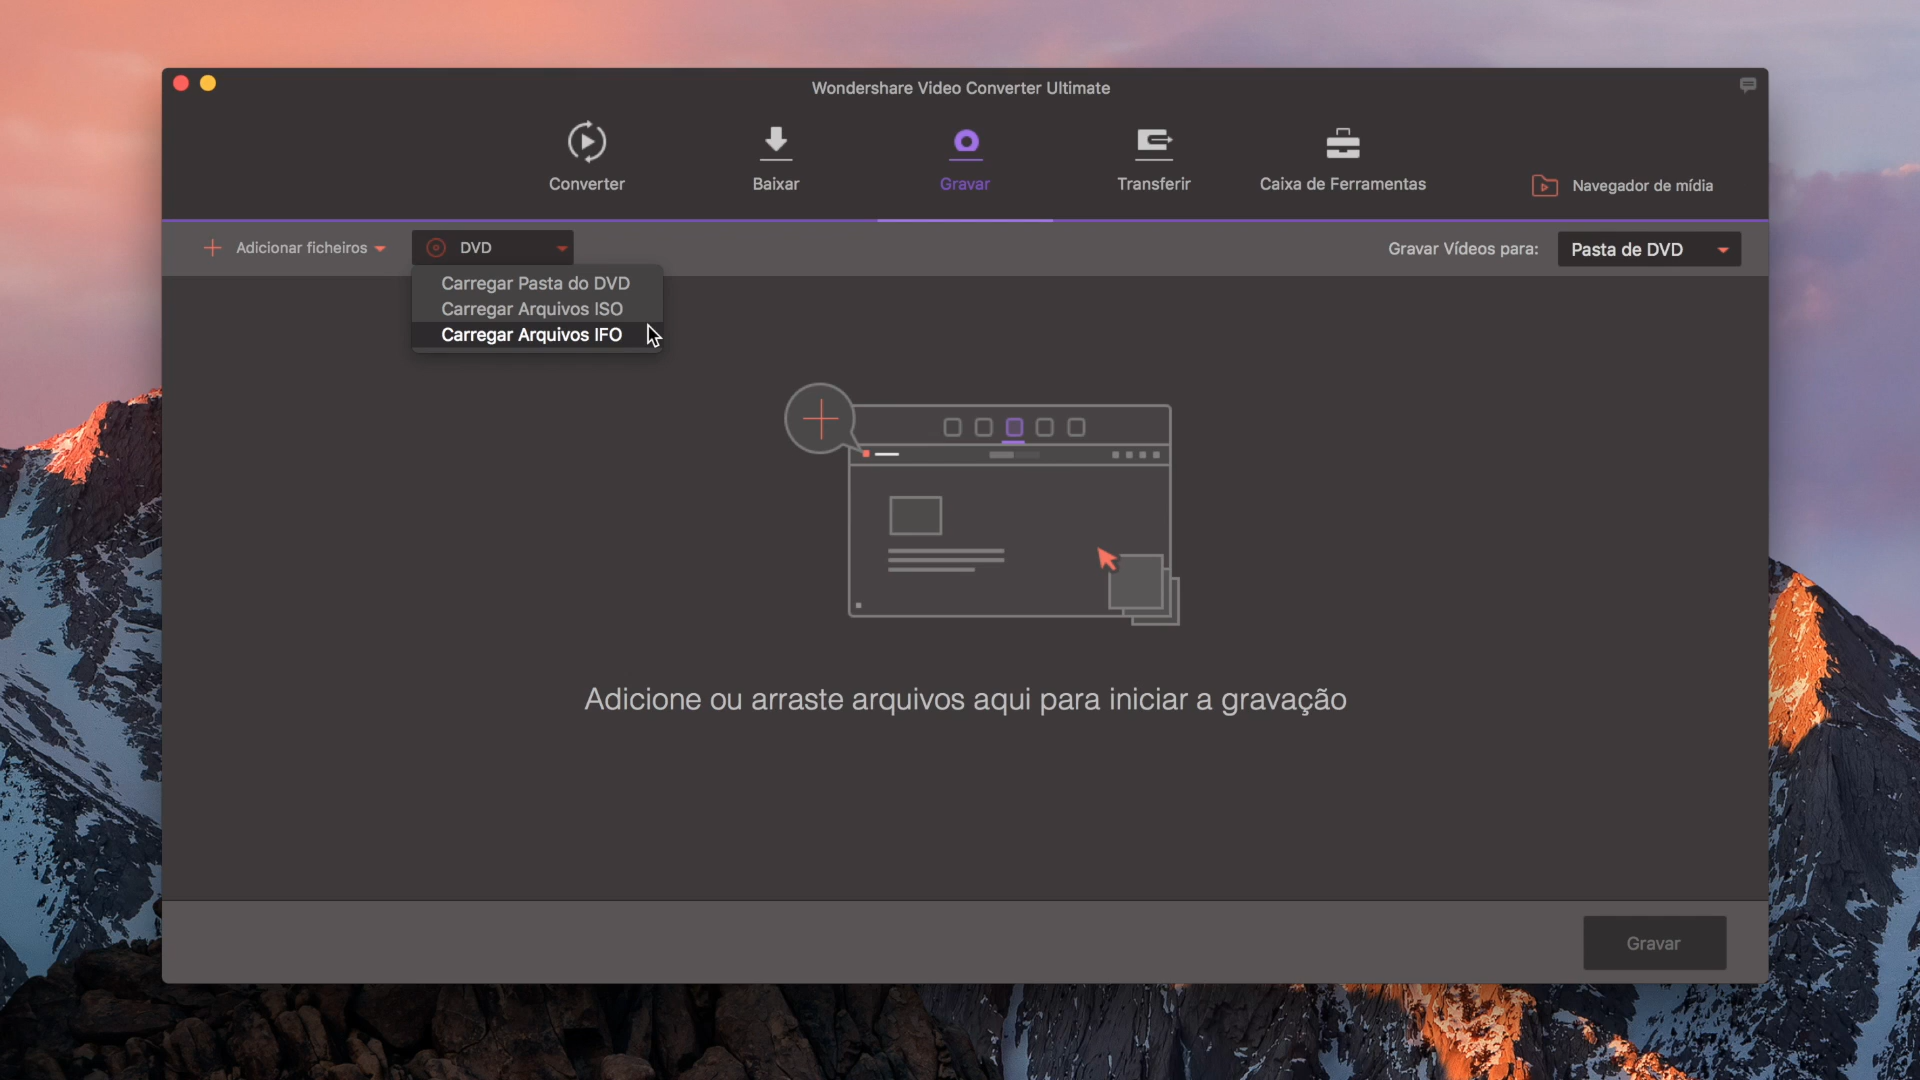 Wondershare Video Converter Ultimate
Converter
Baixar
Gravar
Transferir
Caixa de Ferramentas
Navegador de mídia
Adicionar ficheiros
DVD
Gravar Vídeos para:
Pasta de DVD
Carregar Pasta do DVD
Carregar Arquivos ISO
Carregar Arquivos IFO
Adicione ou arraste arquivos aqui para iniciar a gravação
Gravar